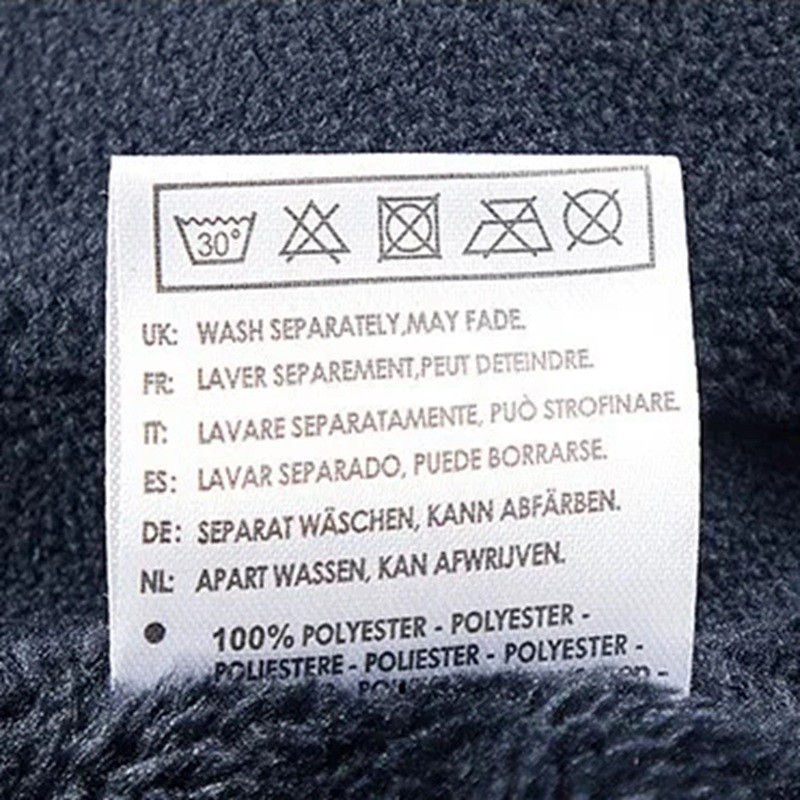 30°
UK: WASH SEPARATELY,MAY FADE.
FR: LAVER SEPAREMENT,PEUT DETEINDRE.
IT: LAVARE SEPARATAMENTE, PUÒ STROFINARE.
ES: LAVAR SEPARADO, PUEDE BORRARSE.
DE: SEPARAT WÄSCHEN, KANN ABFÄRBEN.
NL: APART WASSEN, KAN AFWRIJVEN.
● 100% POLYESTER - POLYESTER -
POLIESTERE - POLIESTER - POLYESTER -